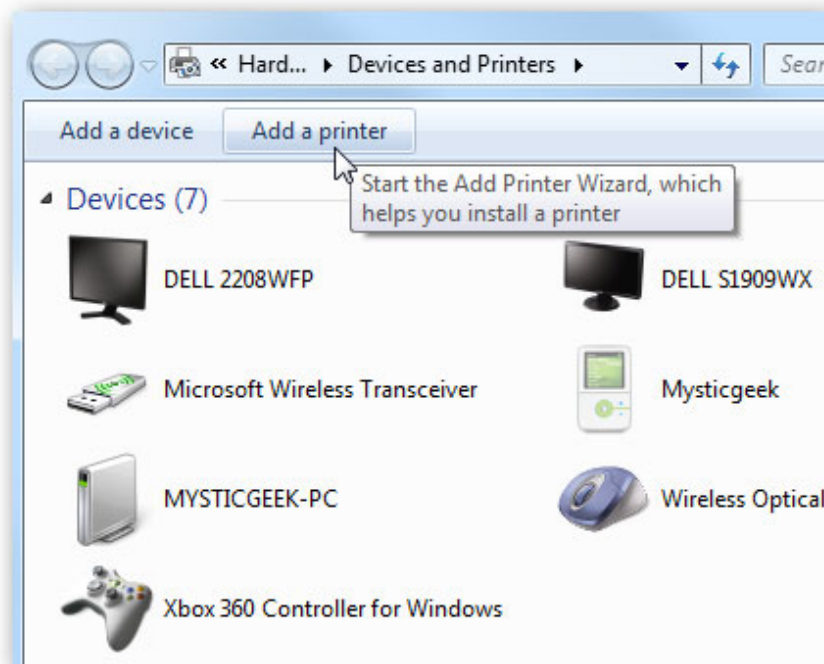 « Hard... Devices and Printers
Add a device Add a printer
Start the Add Printer Wizard, which
helps you install a printer
Devices (7)
DELL 2208WFP DELL S1909WX
Microsoft Wireless Transceiver Mysticgeek
MYSTICGEEK-PC Wireless Optical
Xbox 360 Controller for Windows